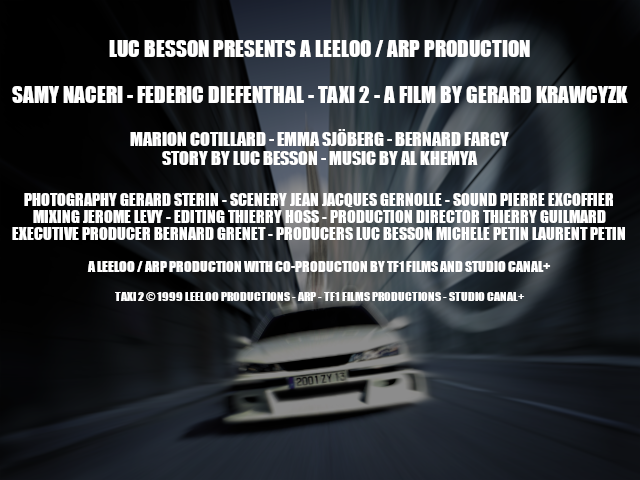 LUC BESSON PRESENTS A LEELOO / ARP PRODUCTION
SAMY NACERI - FEDERIC DIEFENTHAL - TAXI 2 - A FILM BY GERARD KRAWCYZK
MARION COTILLARD - EMMA SJÖBERG - BERNARD FARCY
STORY BY LUC BESSON - MUSIC BY AL KHEMYA
PHOTOGRAPHY GERARD STERIN - SCENERY JEAN JACQUES GERNOLLE - SOUND PIERRE EXCOFFIER
MIXING JEROME LEVY - EDITING THIERRY HOSS - PRODUCTION DIRECTOR THIERRY GUILMARD
EXECUTIVE PRODUCER BERNARD GRENET - PRODUCERS LUC BESSON MICHELE PETIN LAURENT PETIN
A LEELOO / ARP PRODUCTION WITH CO-PRODUCTION BY TF1 FILMS AND STUDIO CANAL+
TAXI 2 © 1999 LEELOO PRODUCTIONS - ARP - TF1 FILMS PRODUCTIONS - STUDIO CANAL+
2001 ZY 13